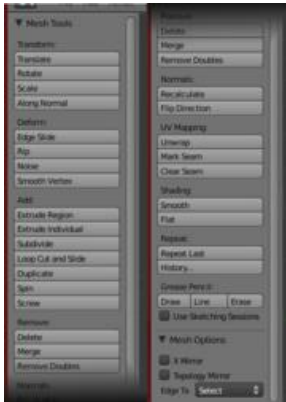 Mesh Tools
Transform:
Translate
Rotate
Scale
Along Normal
Deform:
Edge Slide
Rip
Noise
Smooth Vertex
Add:
Extrude Region
Extrude Individual
Subdivide
Loop Cut and Slide
Duplicate
Spin
Screw
Remove:
Delete
Merge
Remove Doubles
Normals:
Remove:
Delete
Merge
Remove Doubles
Normals:
Recalculate
Flip Direction
UV Mapping:
Unwrap
Mark Seam
Clear Seam
Shading:
Smooth
Flat
Repeat:
Repeat Last
History...
Grease Pencil:
Draw Line Erase
Use Sketching Sessions
Mesh Options
X Mirror
Topology Mirror
Edge Ta Select